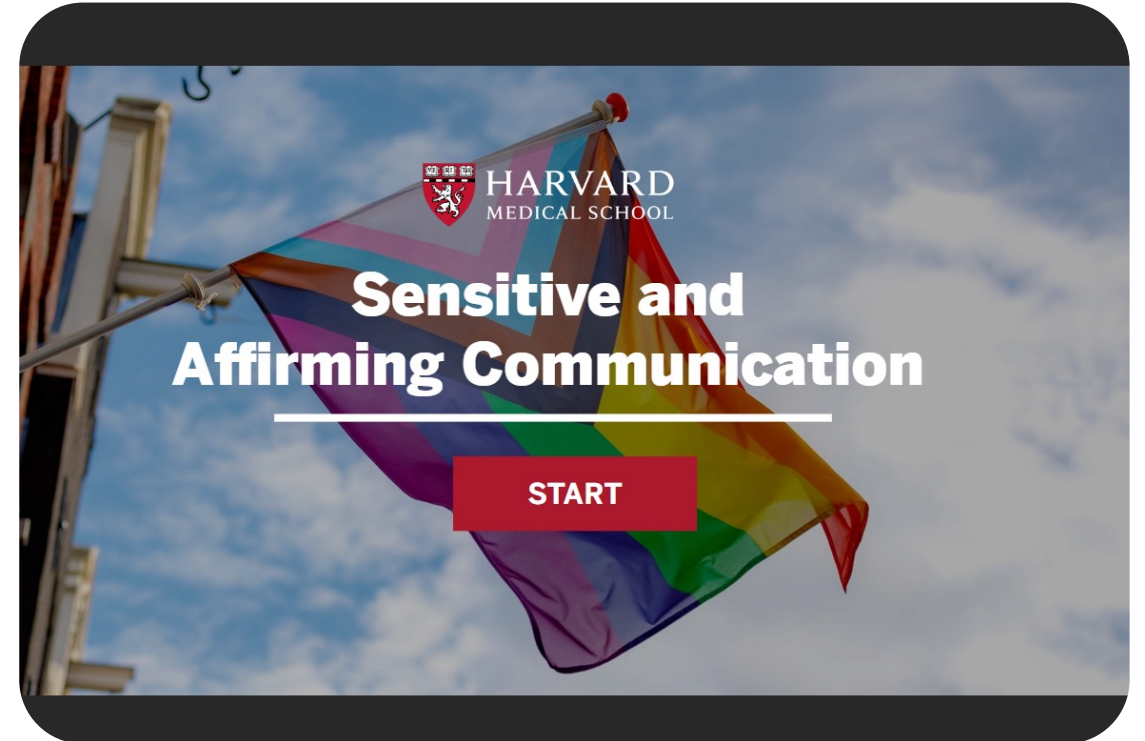 HARVARD
MEDICAL SCHOOL
Sensitive and
Affirming Communication
START